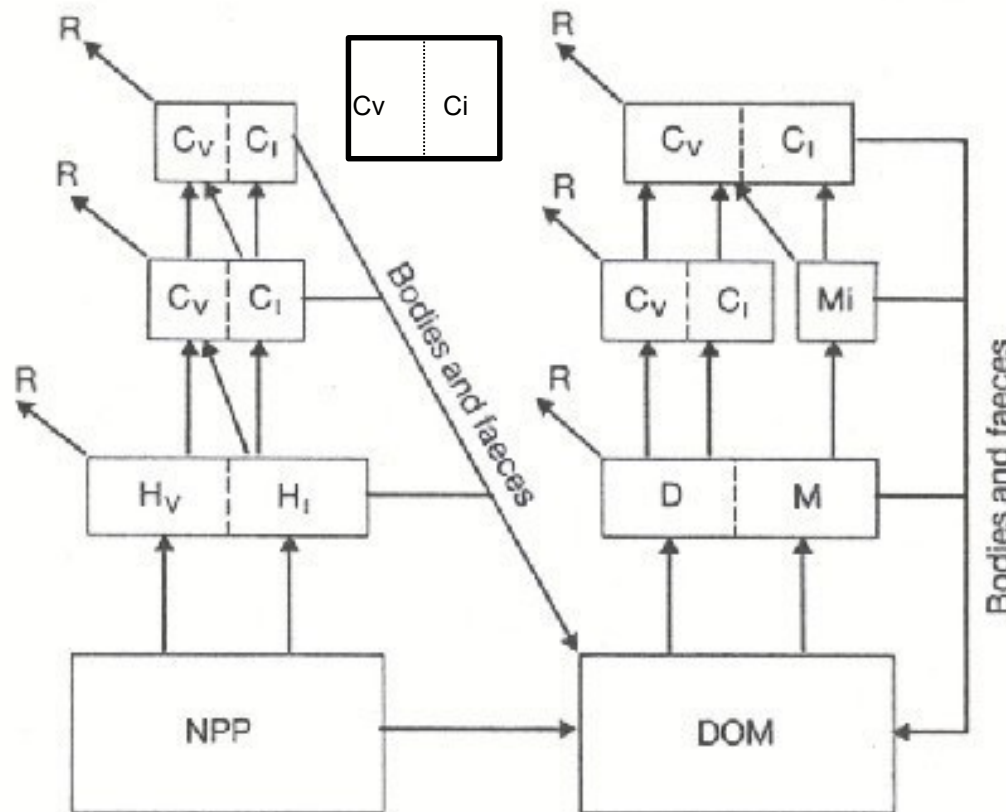 R
R
Cv Ci
Cv CI
Cv CI
R
R
Cv CI
Cv CI
Mi
Bodies and faeces
R
R
Hv HI
D M
Bodies and faeces
NPP
DOM